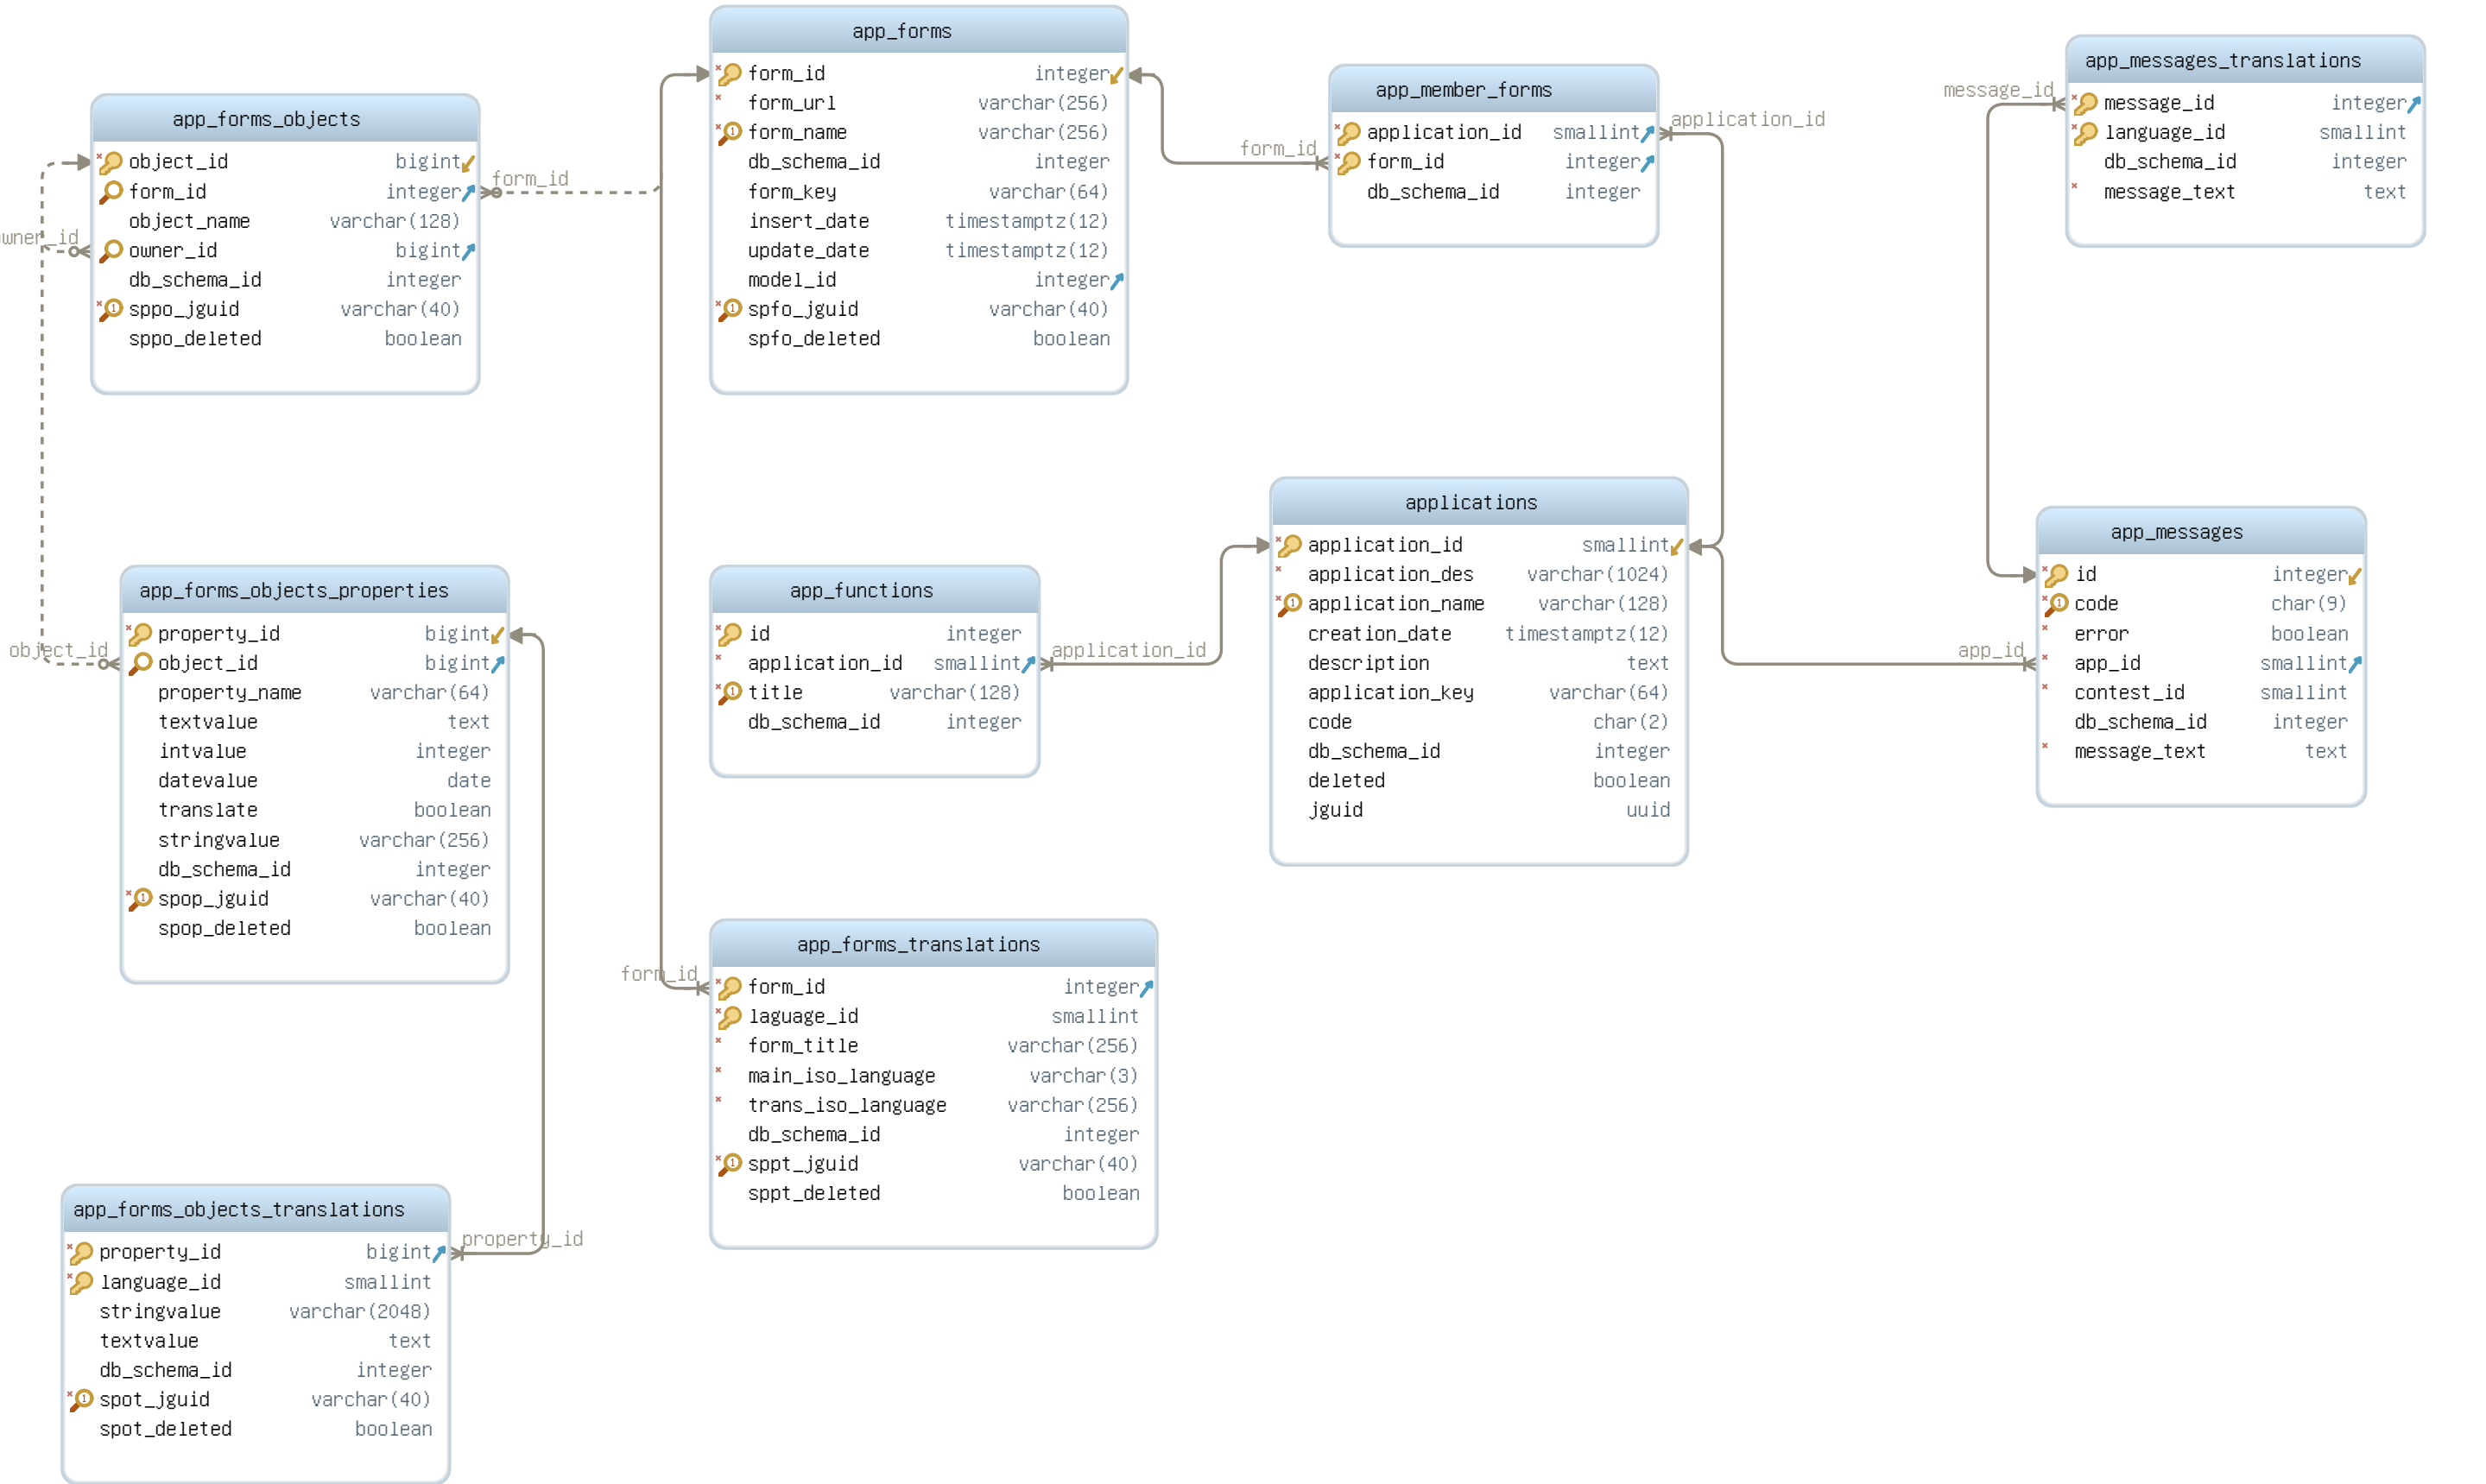 app_forms
form_id integer
form_url varchar(256)
form_name varchar(256)
db_schema_id integer
form_key varchar(64)
insert_date timestamptz(12)
update_date timestamptz(12)
model_id integer
spfo_jguid varchar(40)
spfo_deleted boolean
app_messages_translations
message_id integer
language_id smallint
db_schema_id integer
message_text text
message_id
app_member_forms
application_id smallint
form_id integer
db_schema_id integer
application_id
form_id
app_forms_objects
object_id bigint
form_id integer
object_name varchar(128)
owner_id bigint
db_schema_id integer
sppo_jguid varchar(40)
sppo_deleted boolean
form_id
wner_id
applications
application_id smallint
application_des varchar(1024)
application_name varchar(128)
creation_date timestamptz(12)
description text
application_key varchar(64)
code char(2)
db_schema_id integer
deleted boolean
jguid uuid
app_messages
id integer
code char(9)
error boolean
app_id smallint
contest_id smallint
db_schema_id integer
message_text text
app_id
app_forms_objects_properties
property_id bigint
object_id bigint
property_name varchar(64)
textvalue text
intvalue integer
datevalue date
translate boolean
stringvalue varchar(256)
db_schema_id integer
spop_jguid varchar(40)
spop_deleted boolean
object_id
app_functions
id integer
application_id smallint
title varchar(128)
db_schema_id integer
application_id
app_forms_translations
form_id integer
laguage_id smallint
form_title varchar(256)
main_iso_language varchar(3)
trans_iso_language varchar(256)
db_schema_id integer
sppt_jguid varchar(40)
sppt_deleted boolean
form_id
app_forms_objects_translations
property_id bigint
language_id smallint
stringvalue varchar(2048)
textvalue text
db_schema_id integer
spot_jguid varchar(40)
spot_deleted boolean
property_id